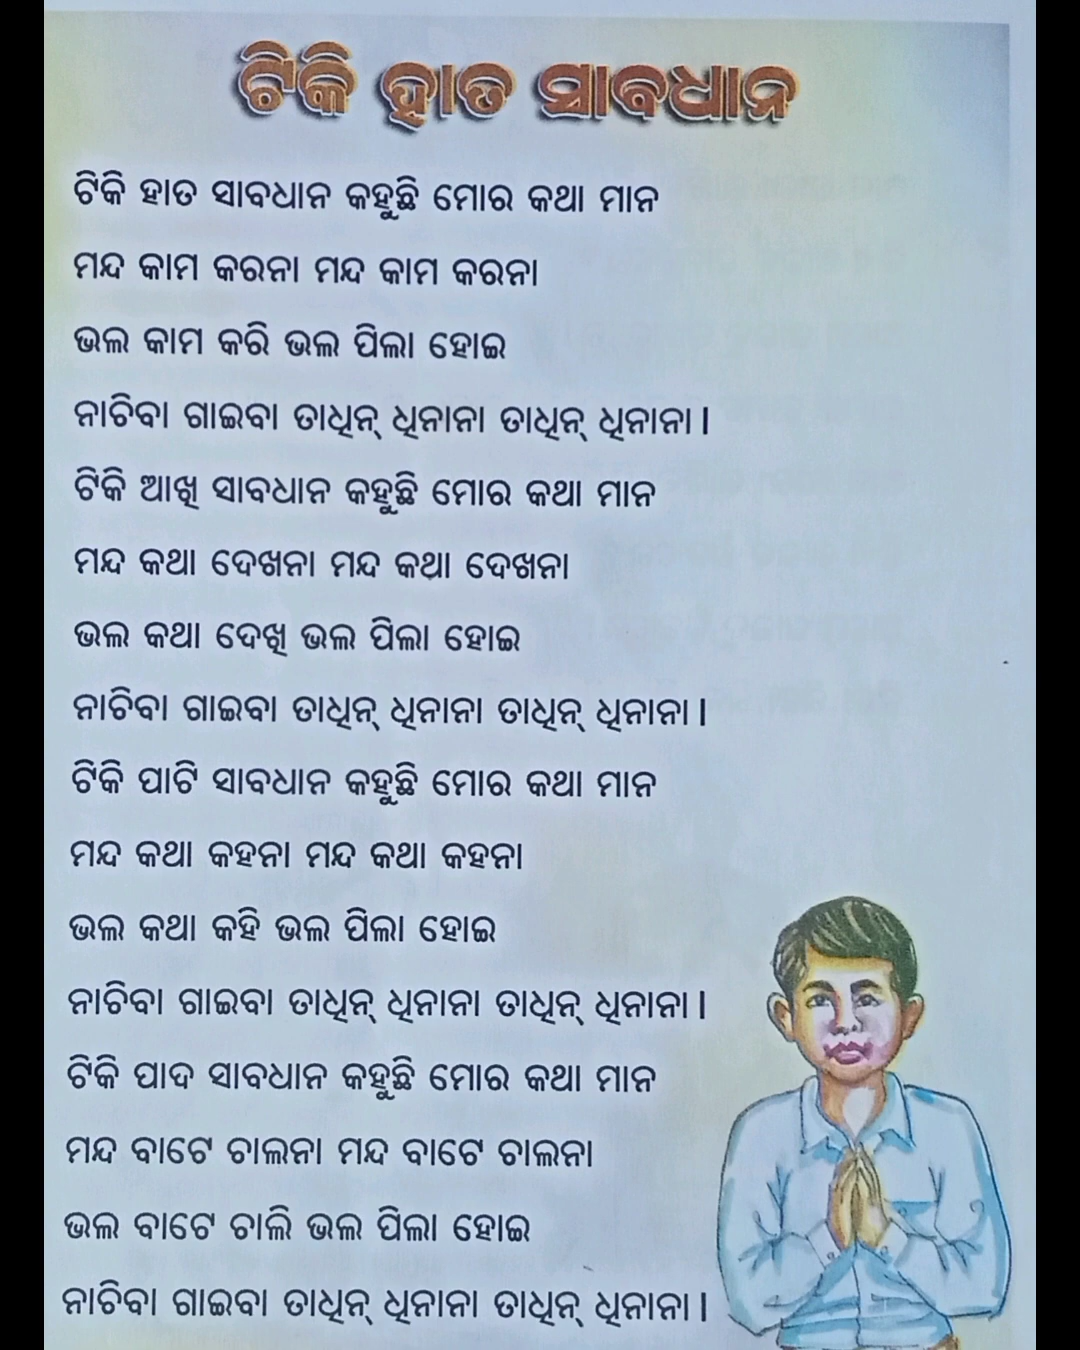 ଟିକି ହାତ ସାବଧାନ
ଟିକି ହାତ ସାବଧାନ କହୁଛି ମୋର କଥା ମାନ
ମନ୍ଦ କାମ କରନା ମନ୍ଦ କାମ କରନା
ଭଲ କାମ କରି ଭଲ ପିଲା ହୋଇ
ନାଚିବା ଗାଇବା ତାଧିନ୍ ଧିନାନା ତାଧିନ୍ ଧିନାନା।
ଟିକି ଆଖି ସାବଧାନ କହୁଛି ମୋର କଥା ମାନ
ମନ୍ଦ କଥା ଦେଖନା ମନ୍ଦ କଥା ଦେଖନା
ଭଲ କଥା ଦେଖି ଭଲ ପିଲା ହୋଇ
ନାଚିବା ଗାଇବା ତାଧିନ୍ ଧିନାନା ତାଧିନ୍ ଧିନାନା।
ଟିକି ପାଟି ସାବଧାନ କହୁଛି ମୋର କଥା ମାନ
ମନ୍ଦ କଥା କହନା ମନ୍ଦ କଥା କହନା
ଭଲ କଥା କହି ଭଲ ପିଲା ହୋଇ
ନାଚିବା ଗାଇବା ତାଧିନ୍ ଧିନାନା ତାଧିନ୍ ଧିନାନା।
ଟିକି ପାଦ ସାବଧାନ କହୁଛି ମୋର କଥା ମାନ
ମନ୍ଦ ବାଟେ ଚାଲନା ମନ୍ଦ ବାଟେ ଚାଲନା
ଭଲ ବାଟେ ଚାଲି ଭଲ ପିଲା ହୋଇ
ନାଚିବା ଗାଇବା ତାଧିନ୍ ଧିନାନା ତାଧିନ୍ ଧିନାନା।